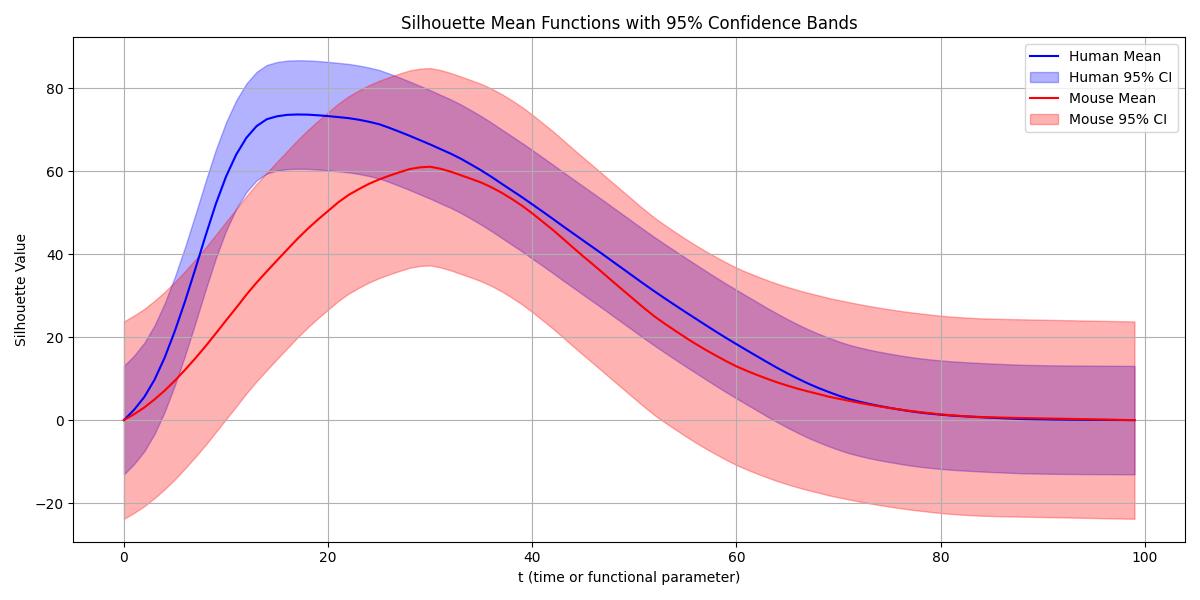 Silhouette Mean Functions with 95% Confidence Bands
Silhouette Value
80
60
40
20
0
−20
Human Mean
Human 95% CI
Mouse Mean
Mouse 95% CI
0 20 40 60 80 100
t (time or functional parameter)